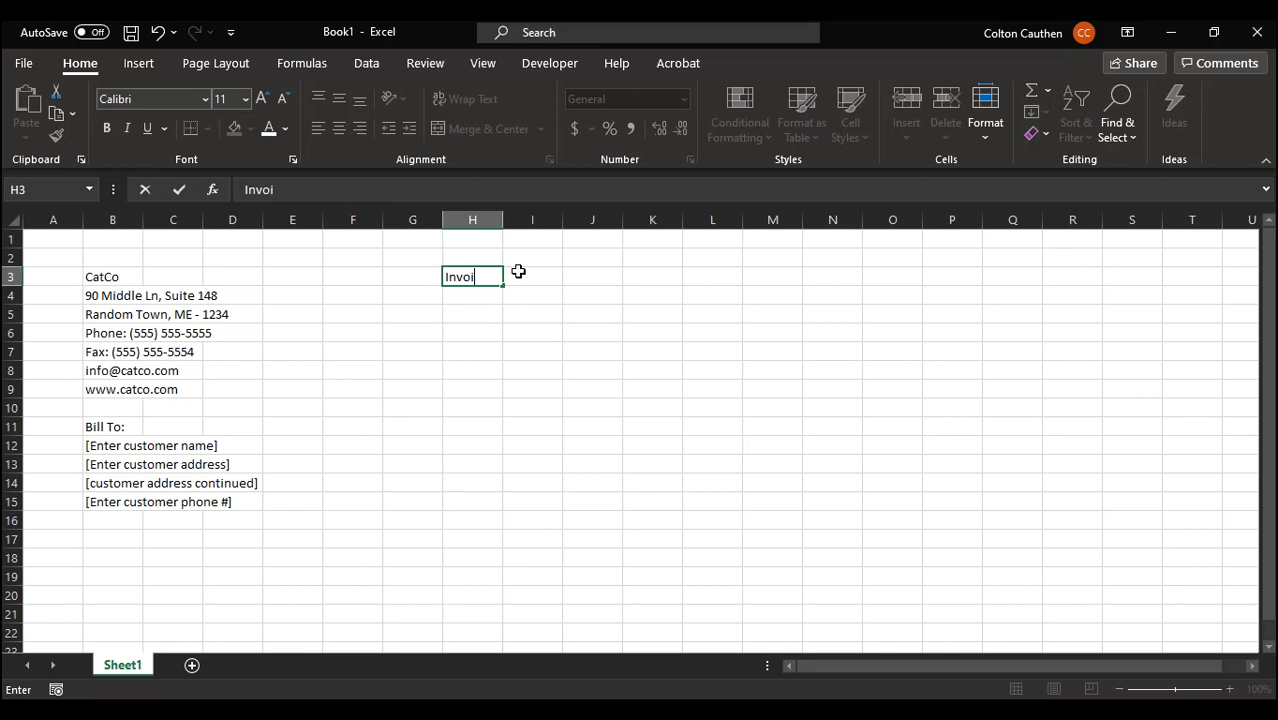 AutoSave Off Book1 - Excel Search Colton Cauthen CC
File Home Insert Page Layout Formulas Data Review View Developer Help Acrobat Share Comments
Paste Calibri 11 B I U A Wrap Text Merge & Center General $ % Conditional Formatting Format as Table Cell Styles Insert Delete Format Sort & Filter Find & Select Ideas
Clipboard Font Alignment Number Styles Cells Editing Ideas
H3 fx Invoi
A B C D E F G H I J K L M N O P Q R S T U
1
2
3 CatCo Invoi
4 90 Middle Ln, Suite 148
5 Random Town, ME - 1234
6 Phone: (555) 555-5555
7 Fax: (555) 555-5554
8 info@catco.com
9 www.catco.com
10
11 Bill To:
12 [Enter customer name]
13 [Enter customer address]
14 [customer address continued]
15 [Enter customer phone #]
16
17
18
19
20
21
22
23
Sheet1
Enter 100%